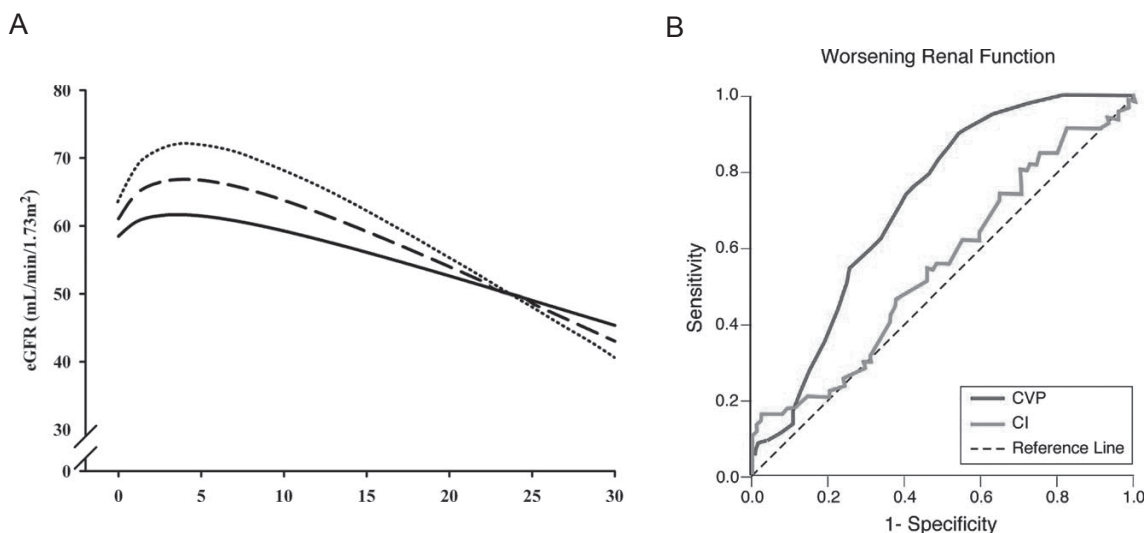 A
80
70
60
50
40
30
0
eGFR (mL/min/1.73m²)
0 5 10 15 20 25 30
B
Worsening Renal Function
1.0
0.8
0.6
0.4
0.2
0.0
Sensitivity
CVP
CI
Reference Line
0.0 0.2 0.4 0.6 0.8 1.0
1- Specificity